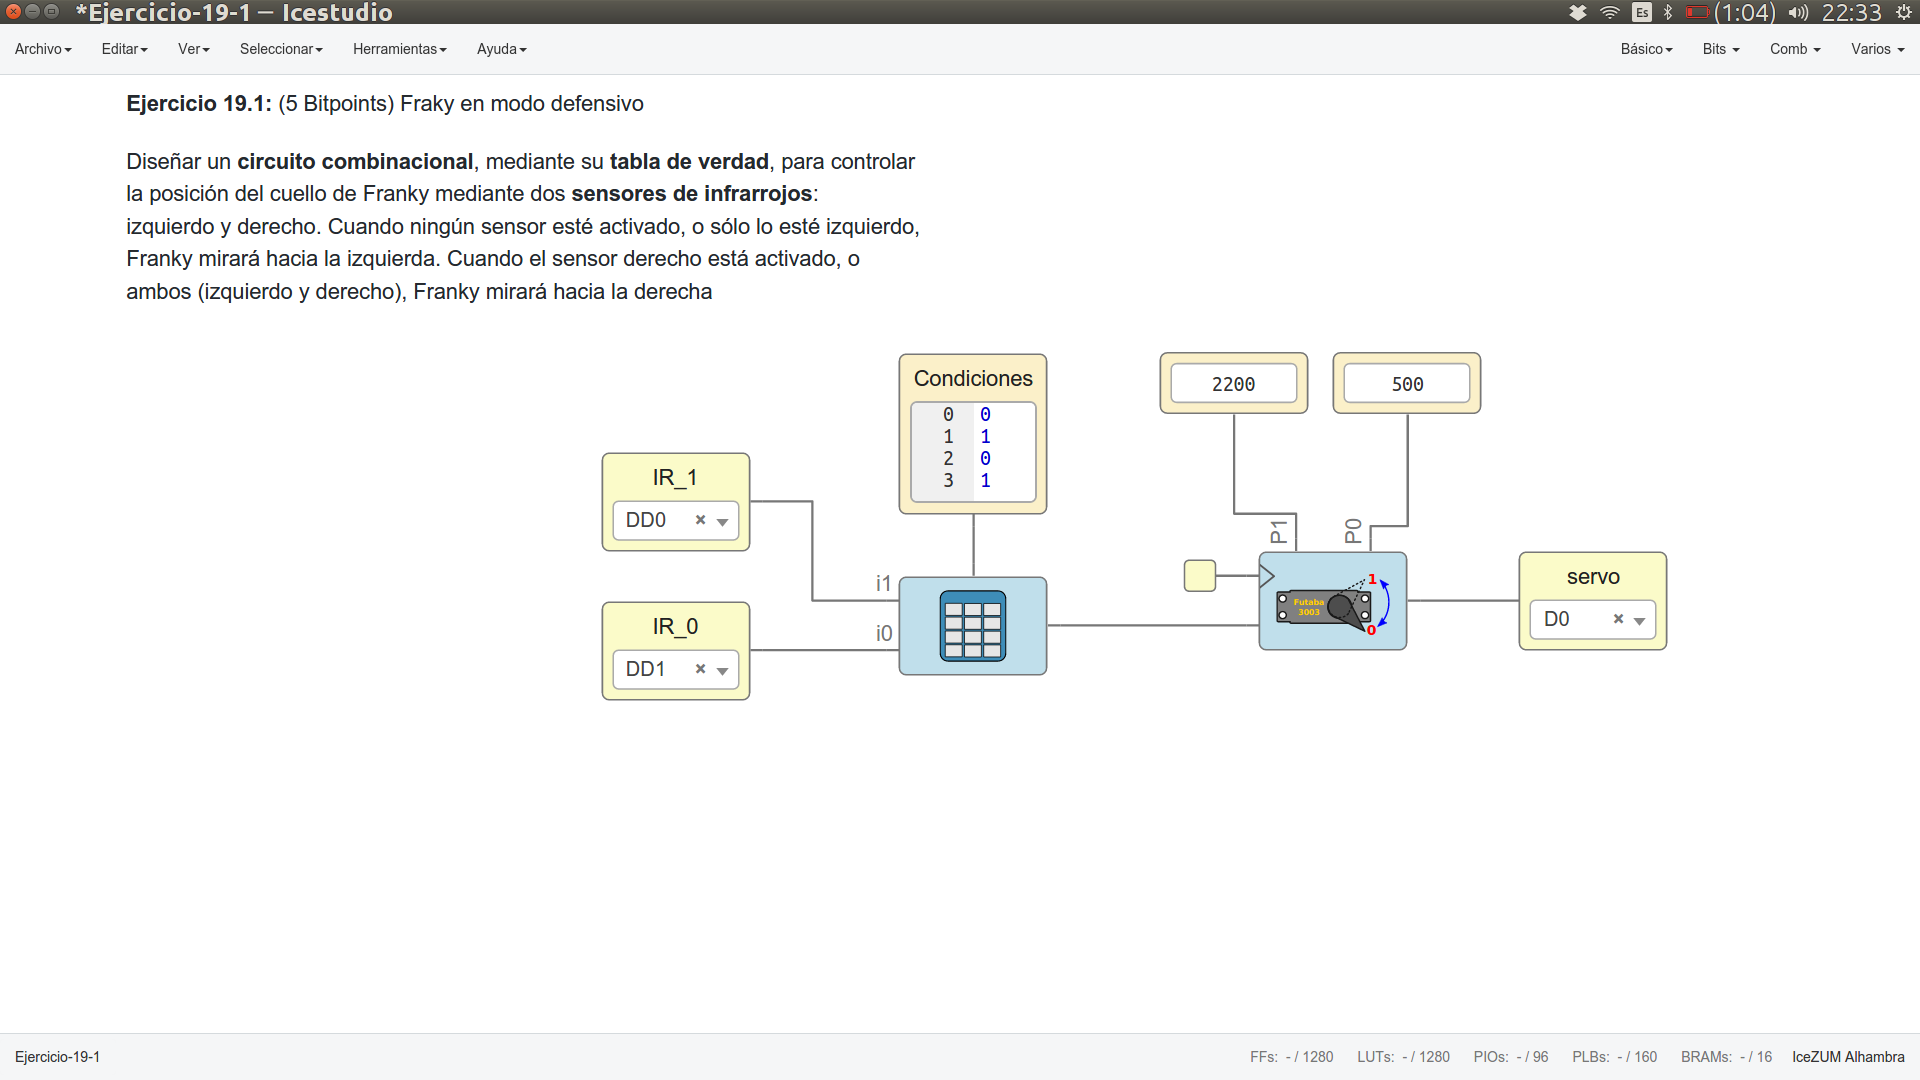 *Ejercicio-19-1 — Icestudio
Es
(1:04)
22:33
Archivo
Editar
Ver
Seleccionar
Herramientas
Ayuda
Básico
Bits
Comb
Varios
Ejercicio 19.1: (5 Bitpoints) Fraky en modo defensivo
Diseñar un circuito combinacional, mediante su tabla de verdad, para controlar
la posición del cuello de Franky mediante dos sensores de infrarrojos:
izquierdo y derecho. Cuando ningún sensor esté activado, o sólo lo esté izquierdo,
Franky mirará hacia la izquierda. Cuando el sensor derecho está activado, o
ambos (izquierdo y derecho), Franky mirará hacia la derecha
Condiciones
0 0
1 1
2 0
3 1
2200
500
IR_1
DD0 ×
IR_0
DD1 ×
i1
i0
P1
P0
Futaba
3003
1
0
servo
D0 ×
Ejercicio-19-1
FFs: - / 1280
LUTs: - / 1280
PIOs: - / 96
PLBs: - / 160
BRAMs: - / 16
IceZUM Alhambra